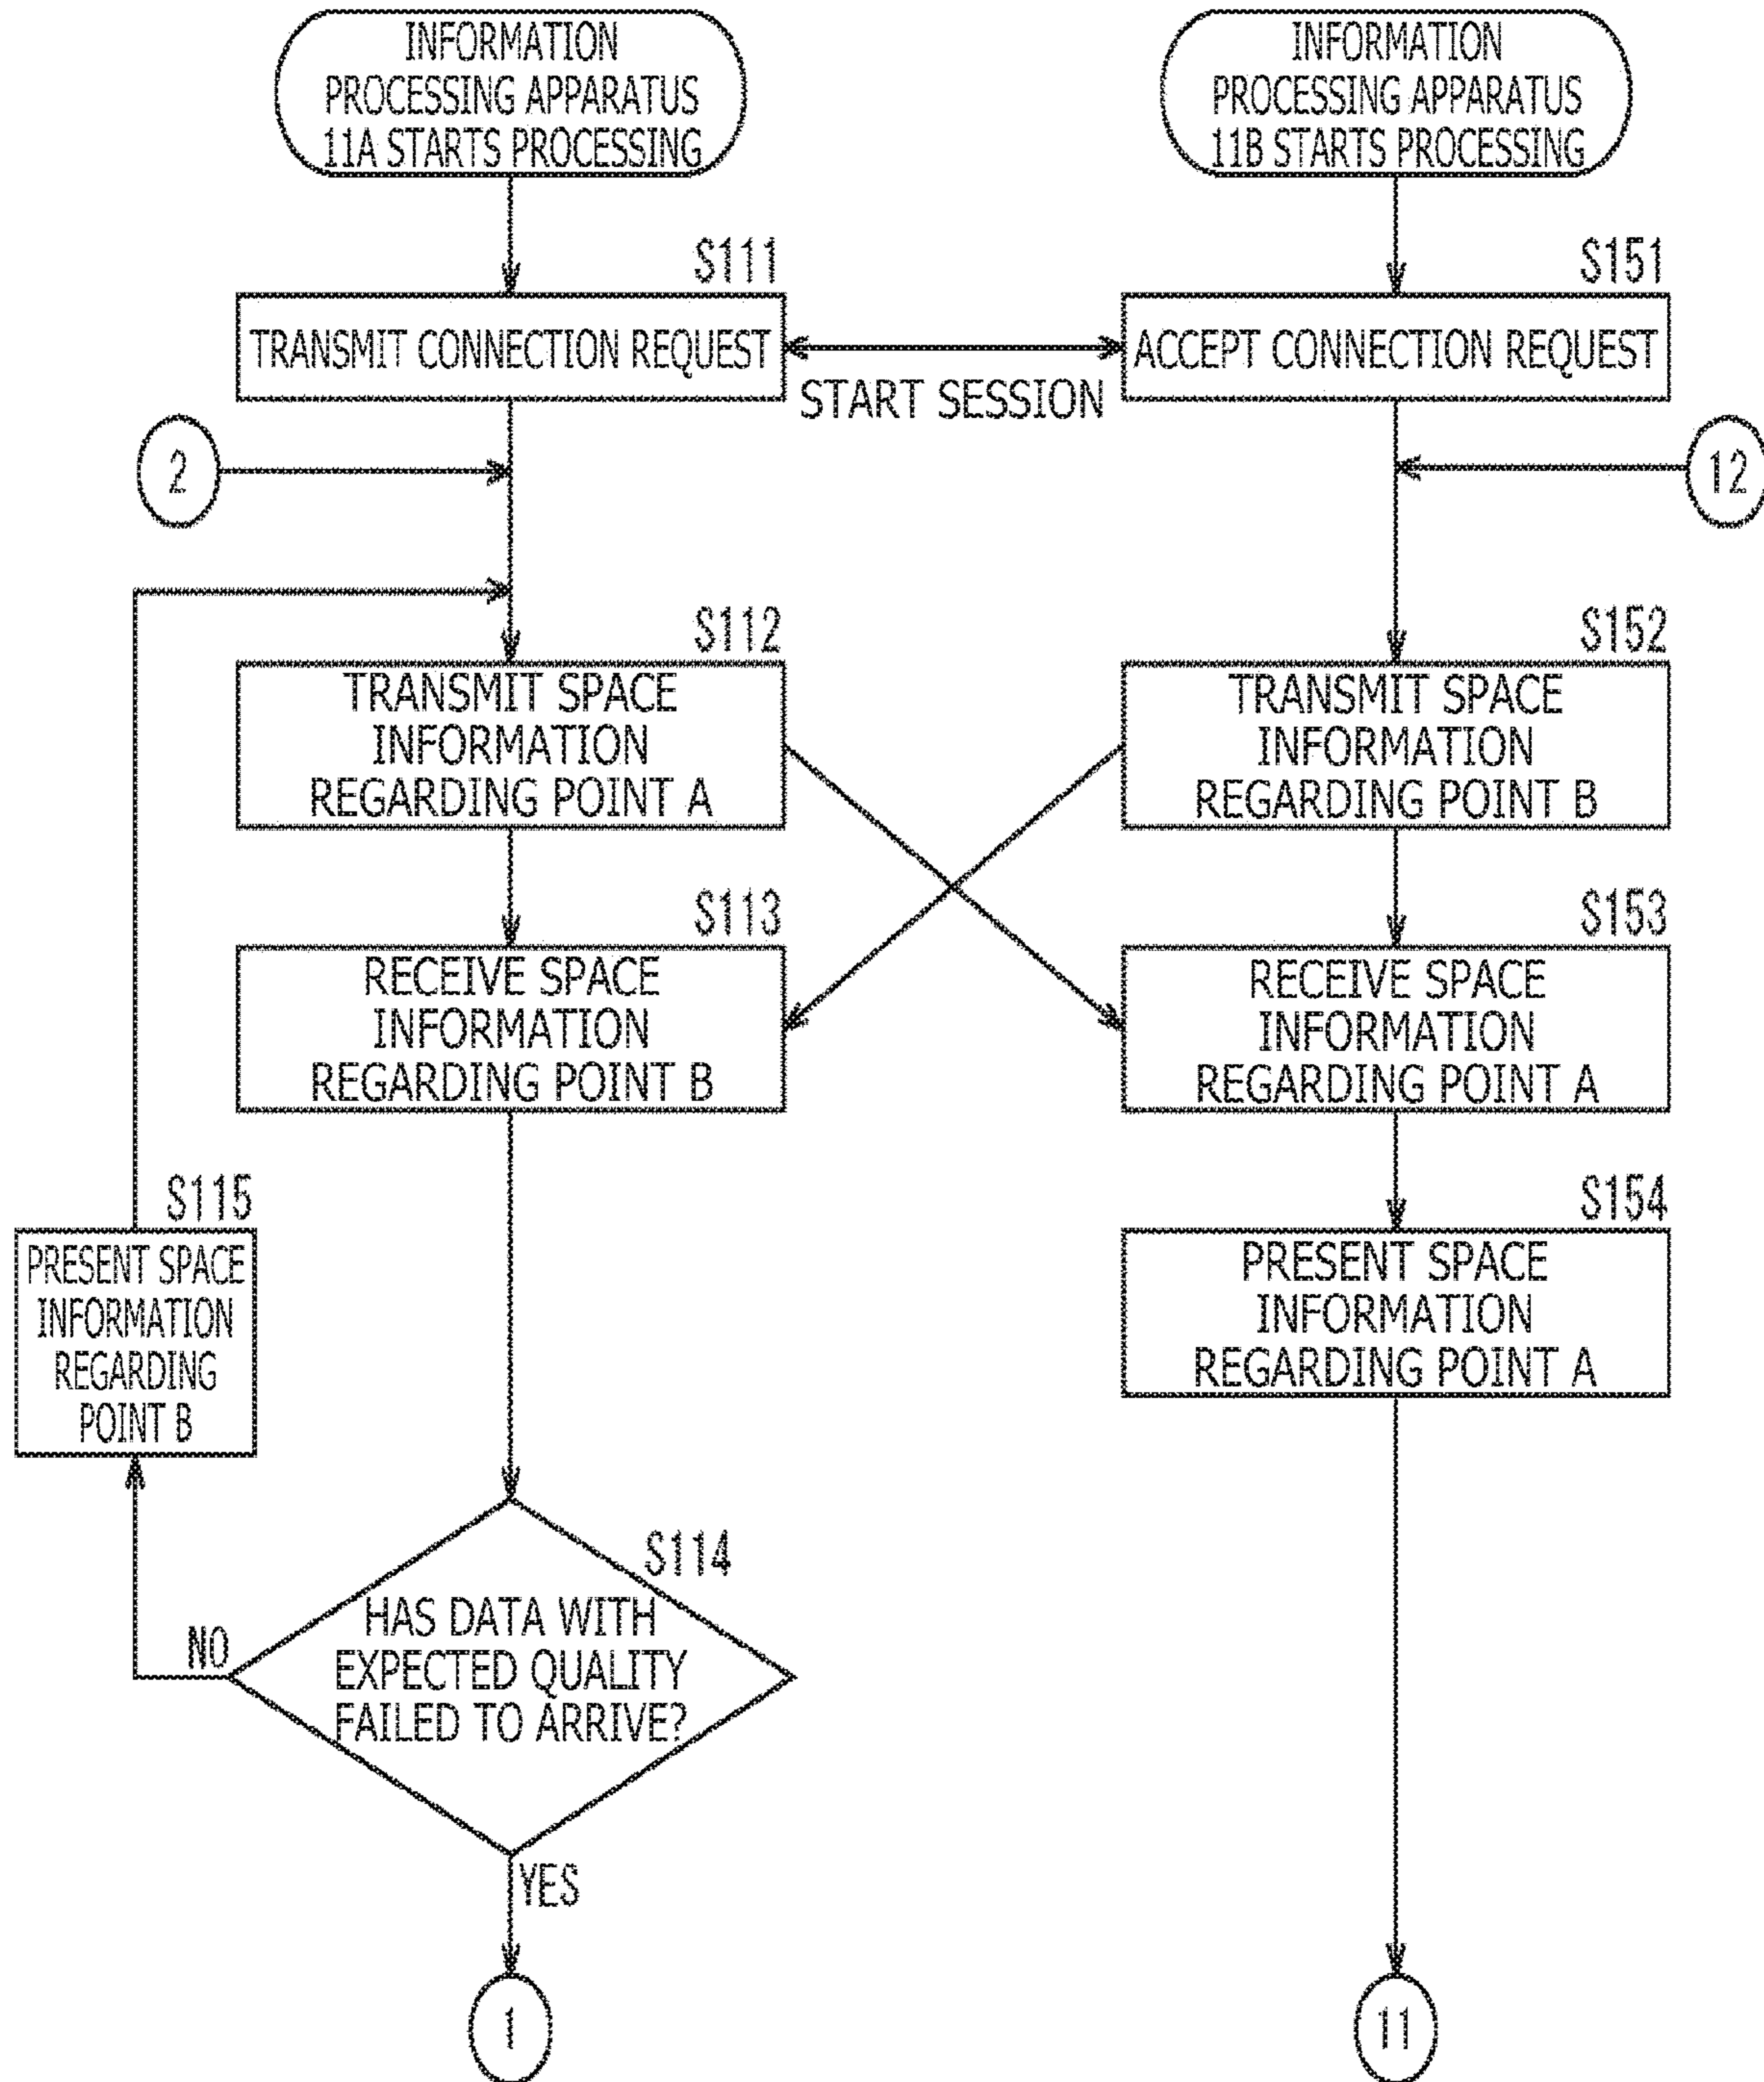 INFORMATION
PROCESSING APPARATUS
11A STARTS PROCESSING
INFORMATION
PROCESSING APPARATUS
11B STARTS PROCESSING
S111
TRANSMIT CONNECTION REQUEST
START SESSION
S151
ACCEPT CONNECTION REQUEST
2
12
S112
TRANSMIT SPACE
INFORMATION
REGARDING POINT A
S152
TRANSMIT SPACE
INFORMATION
REGARDING POINT B
S113
RECEIVE SPACE
INFORMATION
REGARDING POINT B
S153
RECEIVE SPACE
INFORMATION
REGARDING POINT A
S115
PRESENT SPACE
INFORMATION
REGARDING
POINT B
S154
PRESENT SPACE
INFORMATION
REGARDING POINT A
S114
HAS DATA WITH
EXPECTED QUALITY
FAILED TO ARRIVE?
NO
YES
1
11